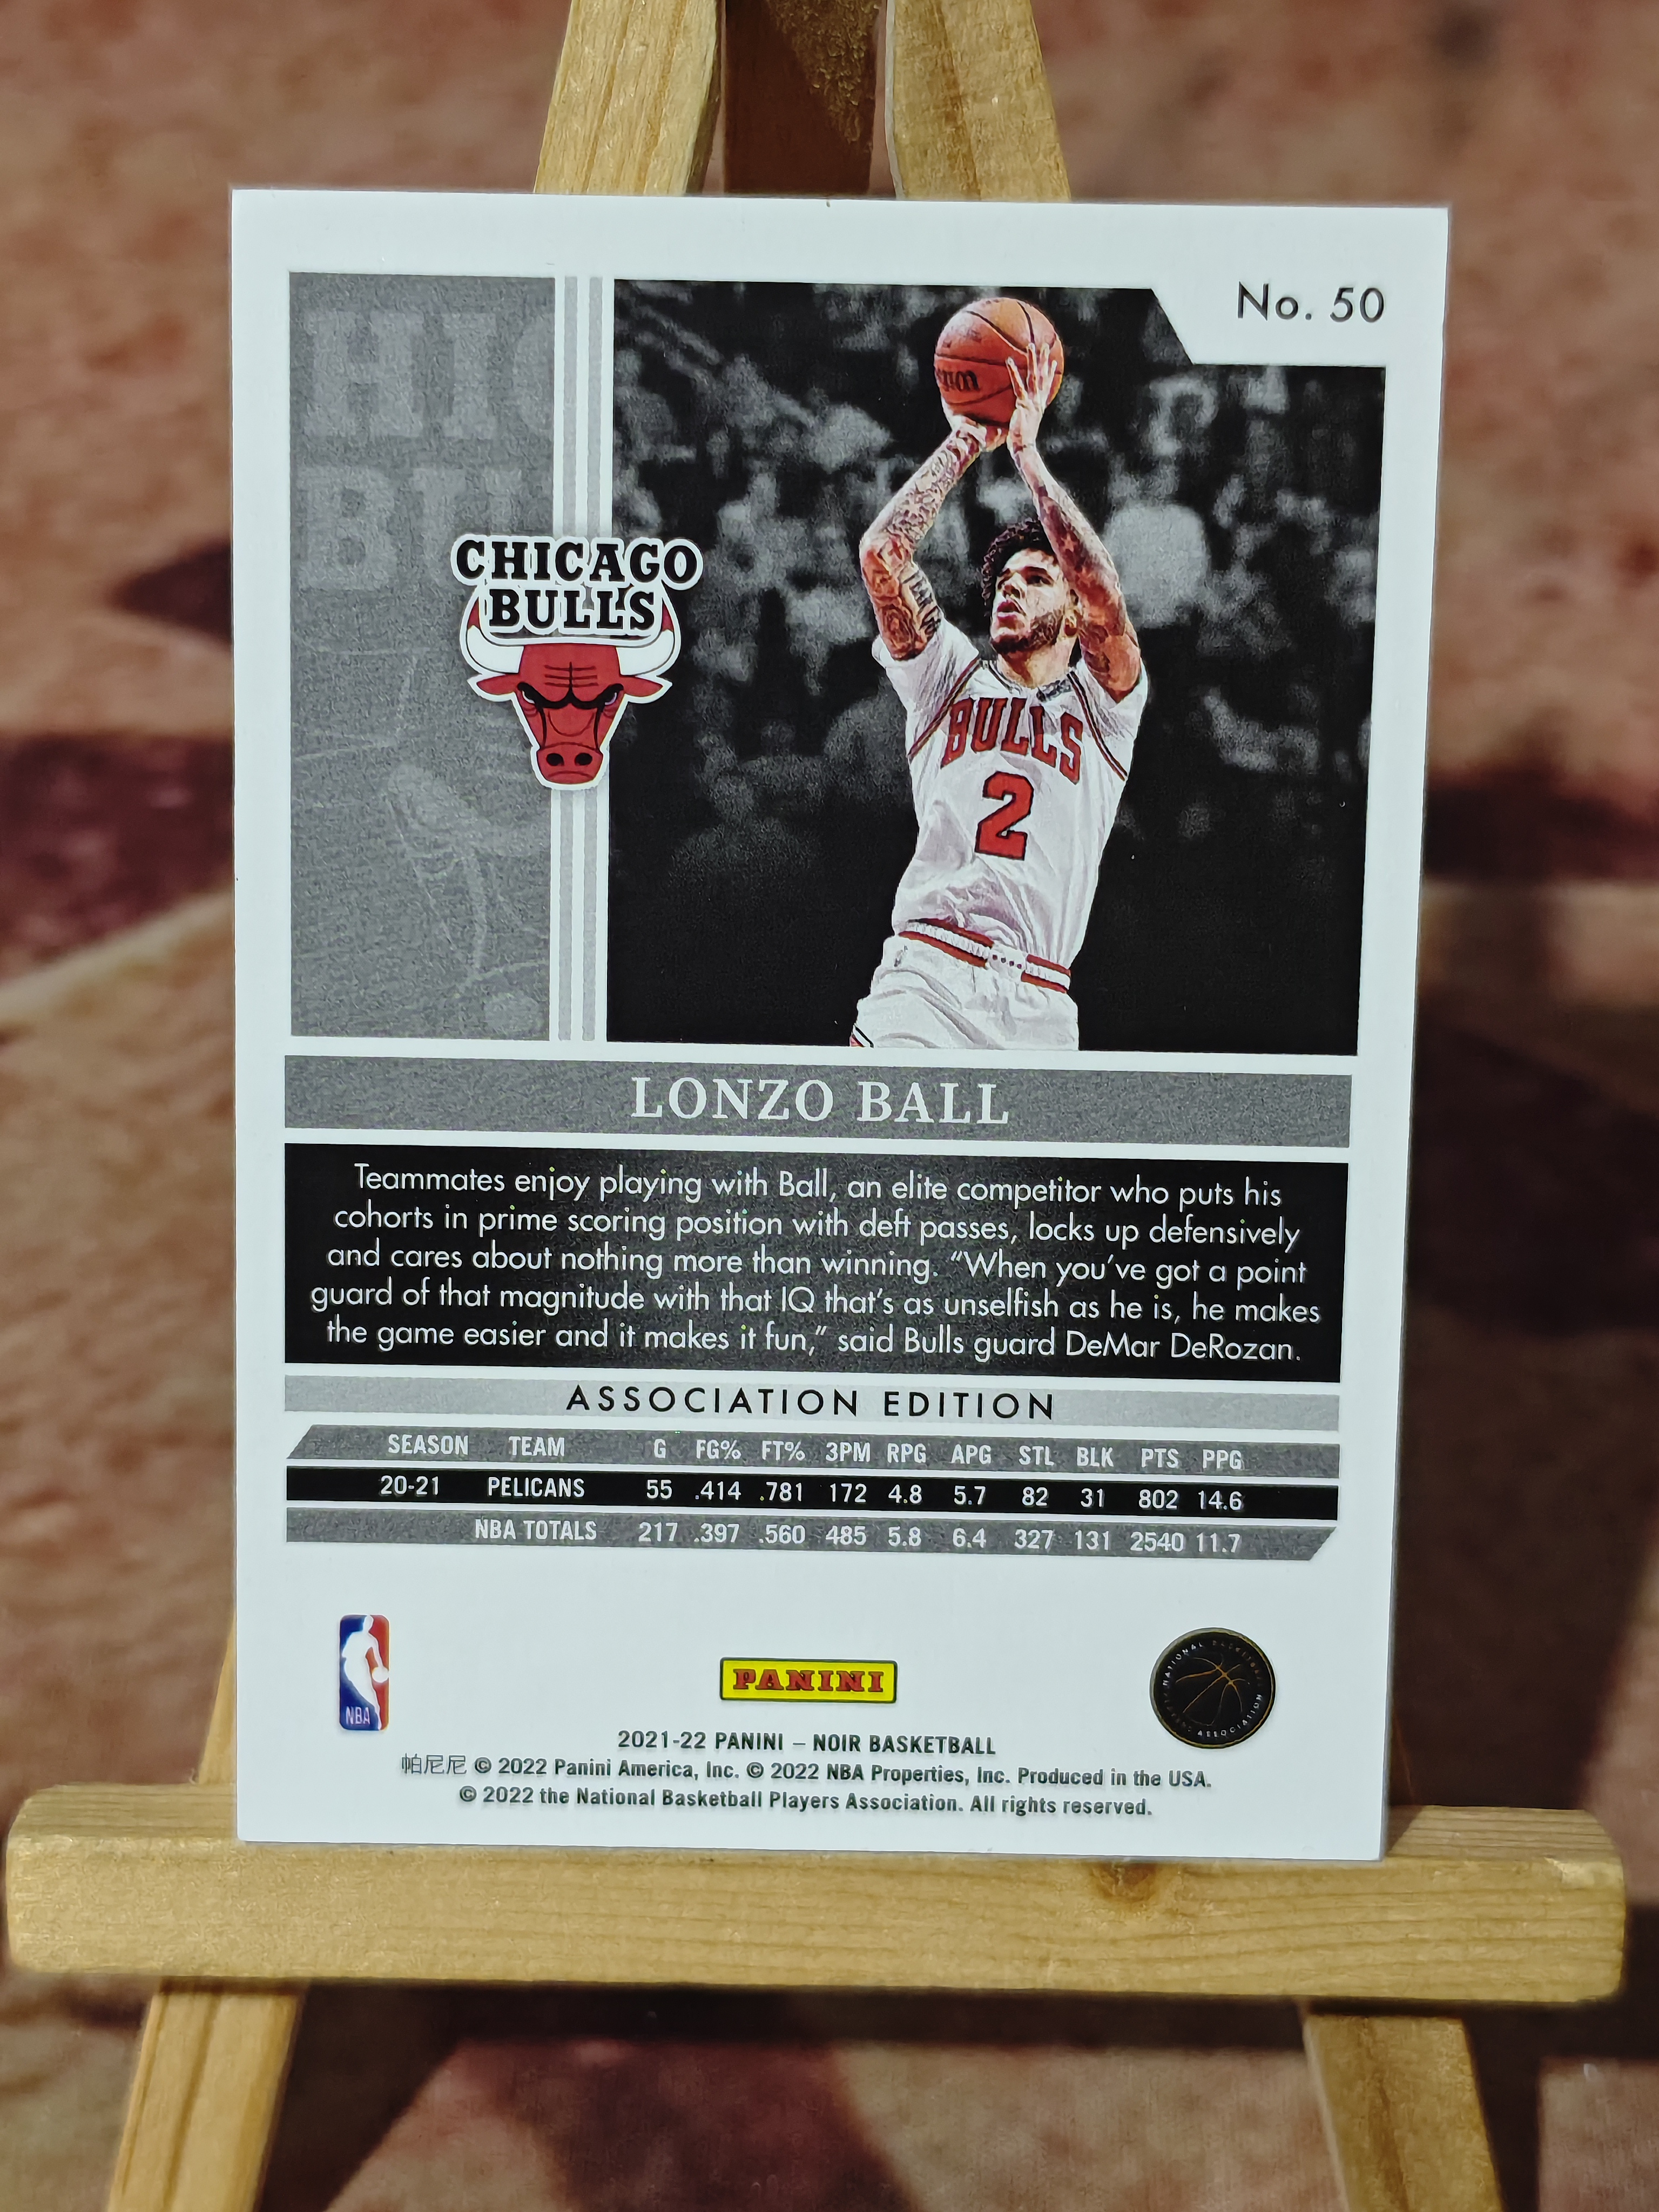 No. 50
HIC
BU
CHICAGO
BULLS
BULLS
2
LONZO BALL
Teammates enjoy playing with Ball, an elite competitor who puts his
cohorts in prime scoring position with deft passes, locks up defensively
and cares about nothing more than winning. “When you’ve got a point
guard of that magnitude with that IQ that’s as unselfish as he is, he makes
the game easier and it makes it fun,” said Bulls guard DeMar DeRozan.
ASSOCIATION EDITION
SEASON TEAM G FG% FT% 3PM RPG APG STL BLK PTS PPG
20-21 PELICANS 55 .414 .781 172 4.8 5.7 82 31 802 14.6
NBA TOTALS 217 .397 .560 485 5.8 6.4 327 131 2540 11.7
NBA
PANINI
NATIONAL BASKETBALL
PLAYERS ASSOCIATION
2021-22 PANINI – NOIR BASKETBALL
帕尼尼 © 2022 Panini America, Inc. © 2022 NBA Properties, Inc. Produced in the USA.
© 2022 the National Basketball Players Association. All rights reserved.